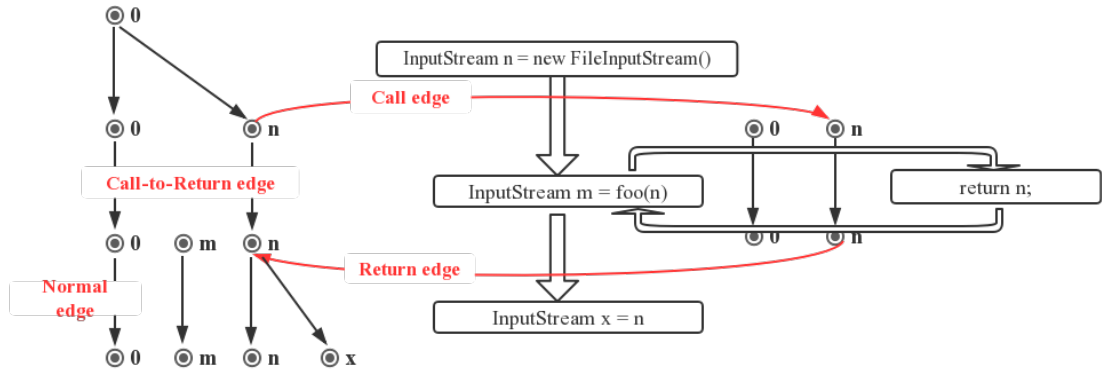 0
InputStream n = new FileInputStream()
Call edge
0
n
0
n
Call-to-Return edge
InputStream m = foo(n)
return n;
0
m
n
0
n
Return edge
Normal
edge
InputStream x = n
0
m
n
x